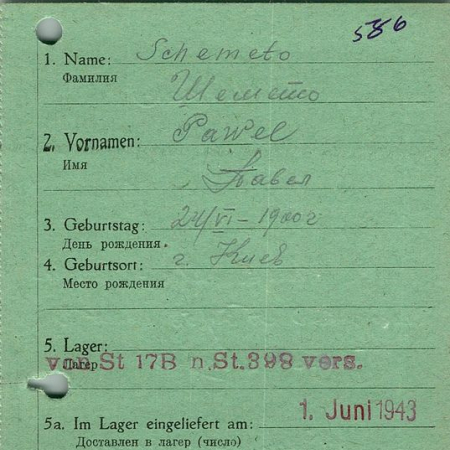 586
1. Name: Schemeto
Фамилия
Шемето
2. Vornamen: Pawel
Имя
Павел
3. Geburtstag: 24/VI-1900г
День рождения.
4. Geburtsort: г. Киев
Место рождения
5. Lager:
Лагер
von St 17B n.St.398 vers.
1. Juni 1943
5a. Im Lager eingeliefert am:
Доставлен в лагер (число)